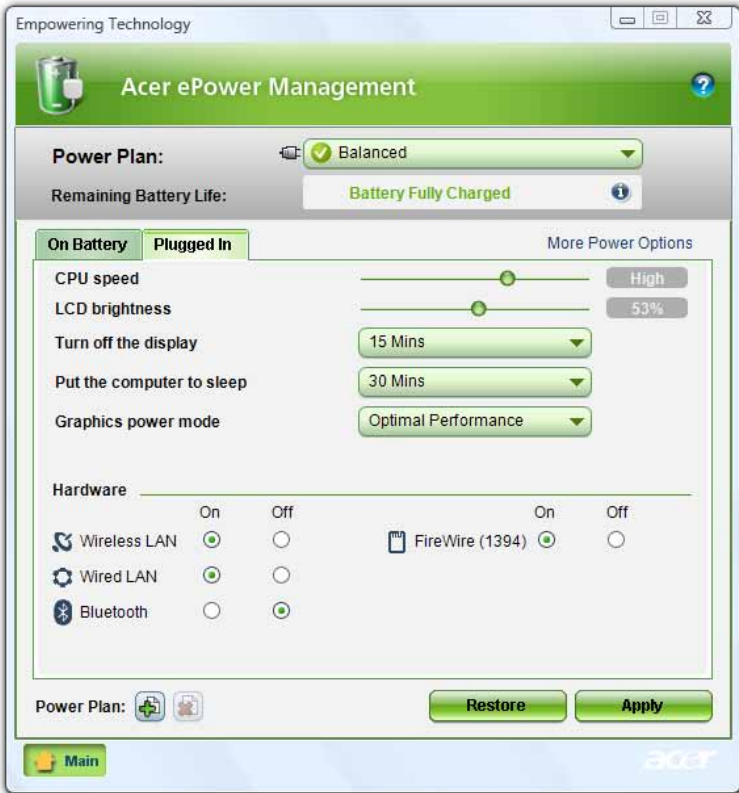 Empowering Technology
Acer ePower Management
Power Plan: Balanced
Remaining Battery Life: Battery Fully Charged
On Battery Plugged In More Power Options
CPU speed High
LCD brightness 53%
Turn off the display 15 Mins
Put the computer to sleep 30 Mins
Graphics power mode Optimal Performance
Hardware
On Off On Off
Wireless LAN FireWire (1394)
Wired LAN
Bluetooth
Power Plan: Restore Apply
Main acer